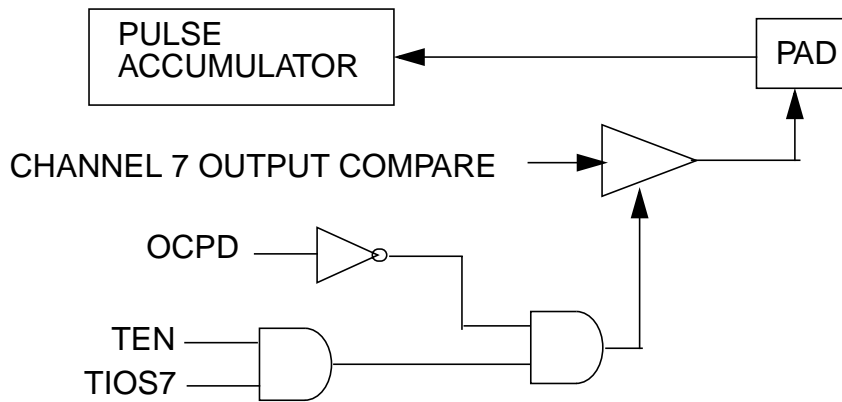 PULSE
ACCUMULATOR
PAD
CHANNEL 7 OUTPUT COMPARE
OCPD
TEN
TIOS7